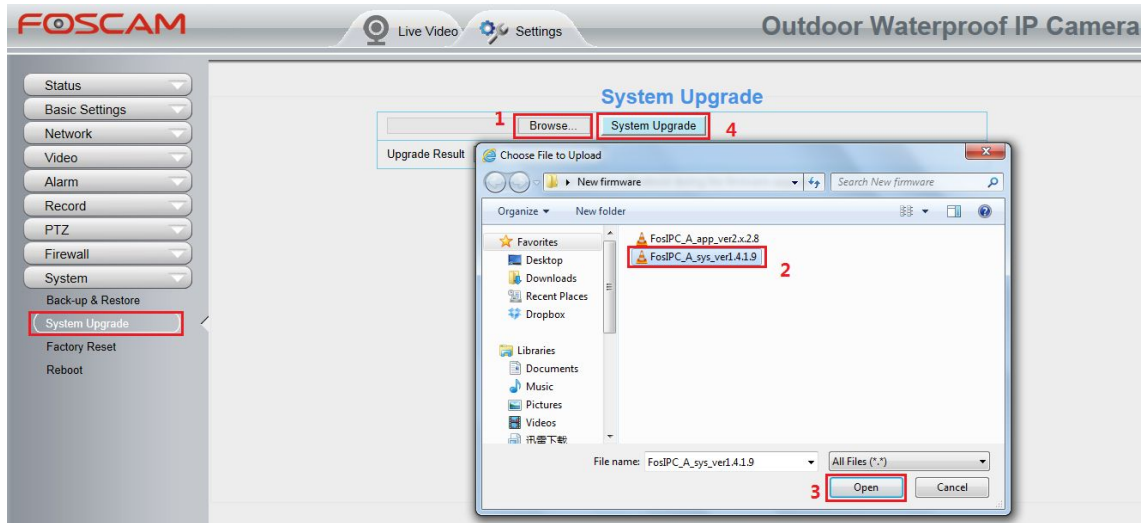 FOSCAM
Live Video
Settings
Outdoor Waterproof IP Camera
Status
Basic Settings
Network
Video
Alarm
Record
PTZ
Firewall
System
Back-up & Restore
System Upgrade
Factory Reset
Reboot
System Upgrade
1 Browse... System Upgrade 4
Upgrade Result
Choose File to Upload
New firmware
Search New firmware
Organize New folder
Favorites
Desktop
Downloads
Recent Places
Dropbox
Libraries
Documents
Music
Pictures
Videos
迅雷下载
FosIPC_A_app_ver2.x.2.8
FosIPC_A_sys_ver1.4.1.9
2
File name: FosIPC_A_sys_ver1.4.1.9 All Files (*.*)
3 Open Cancel